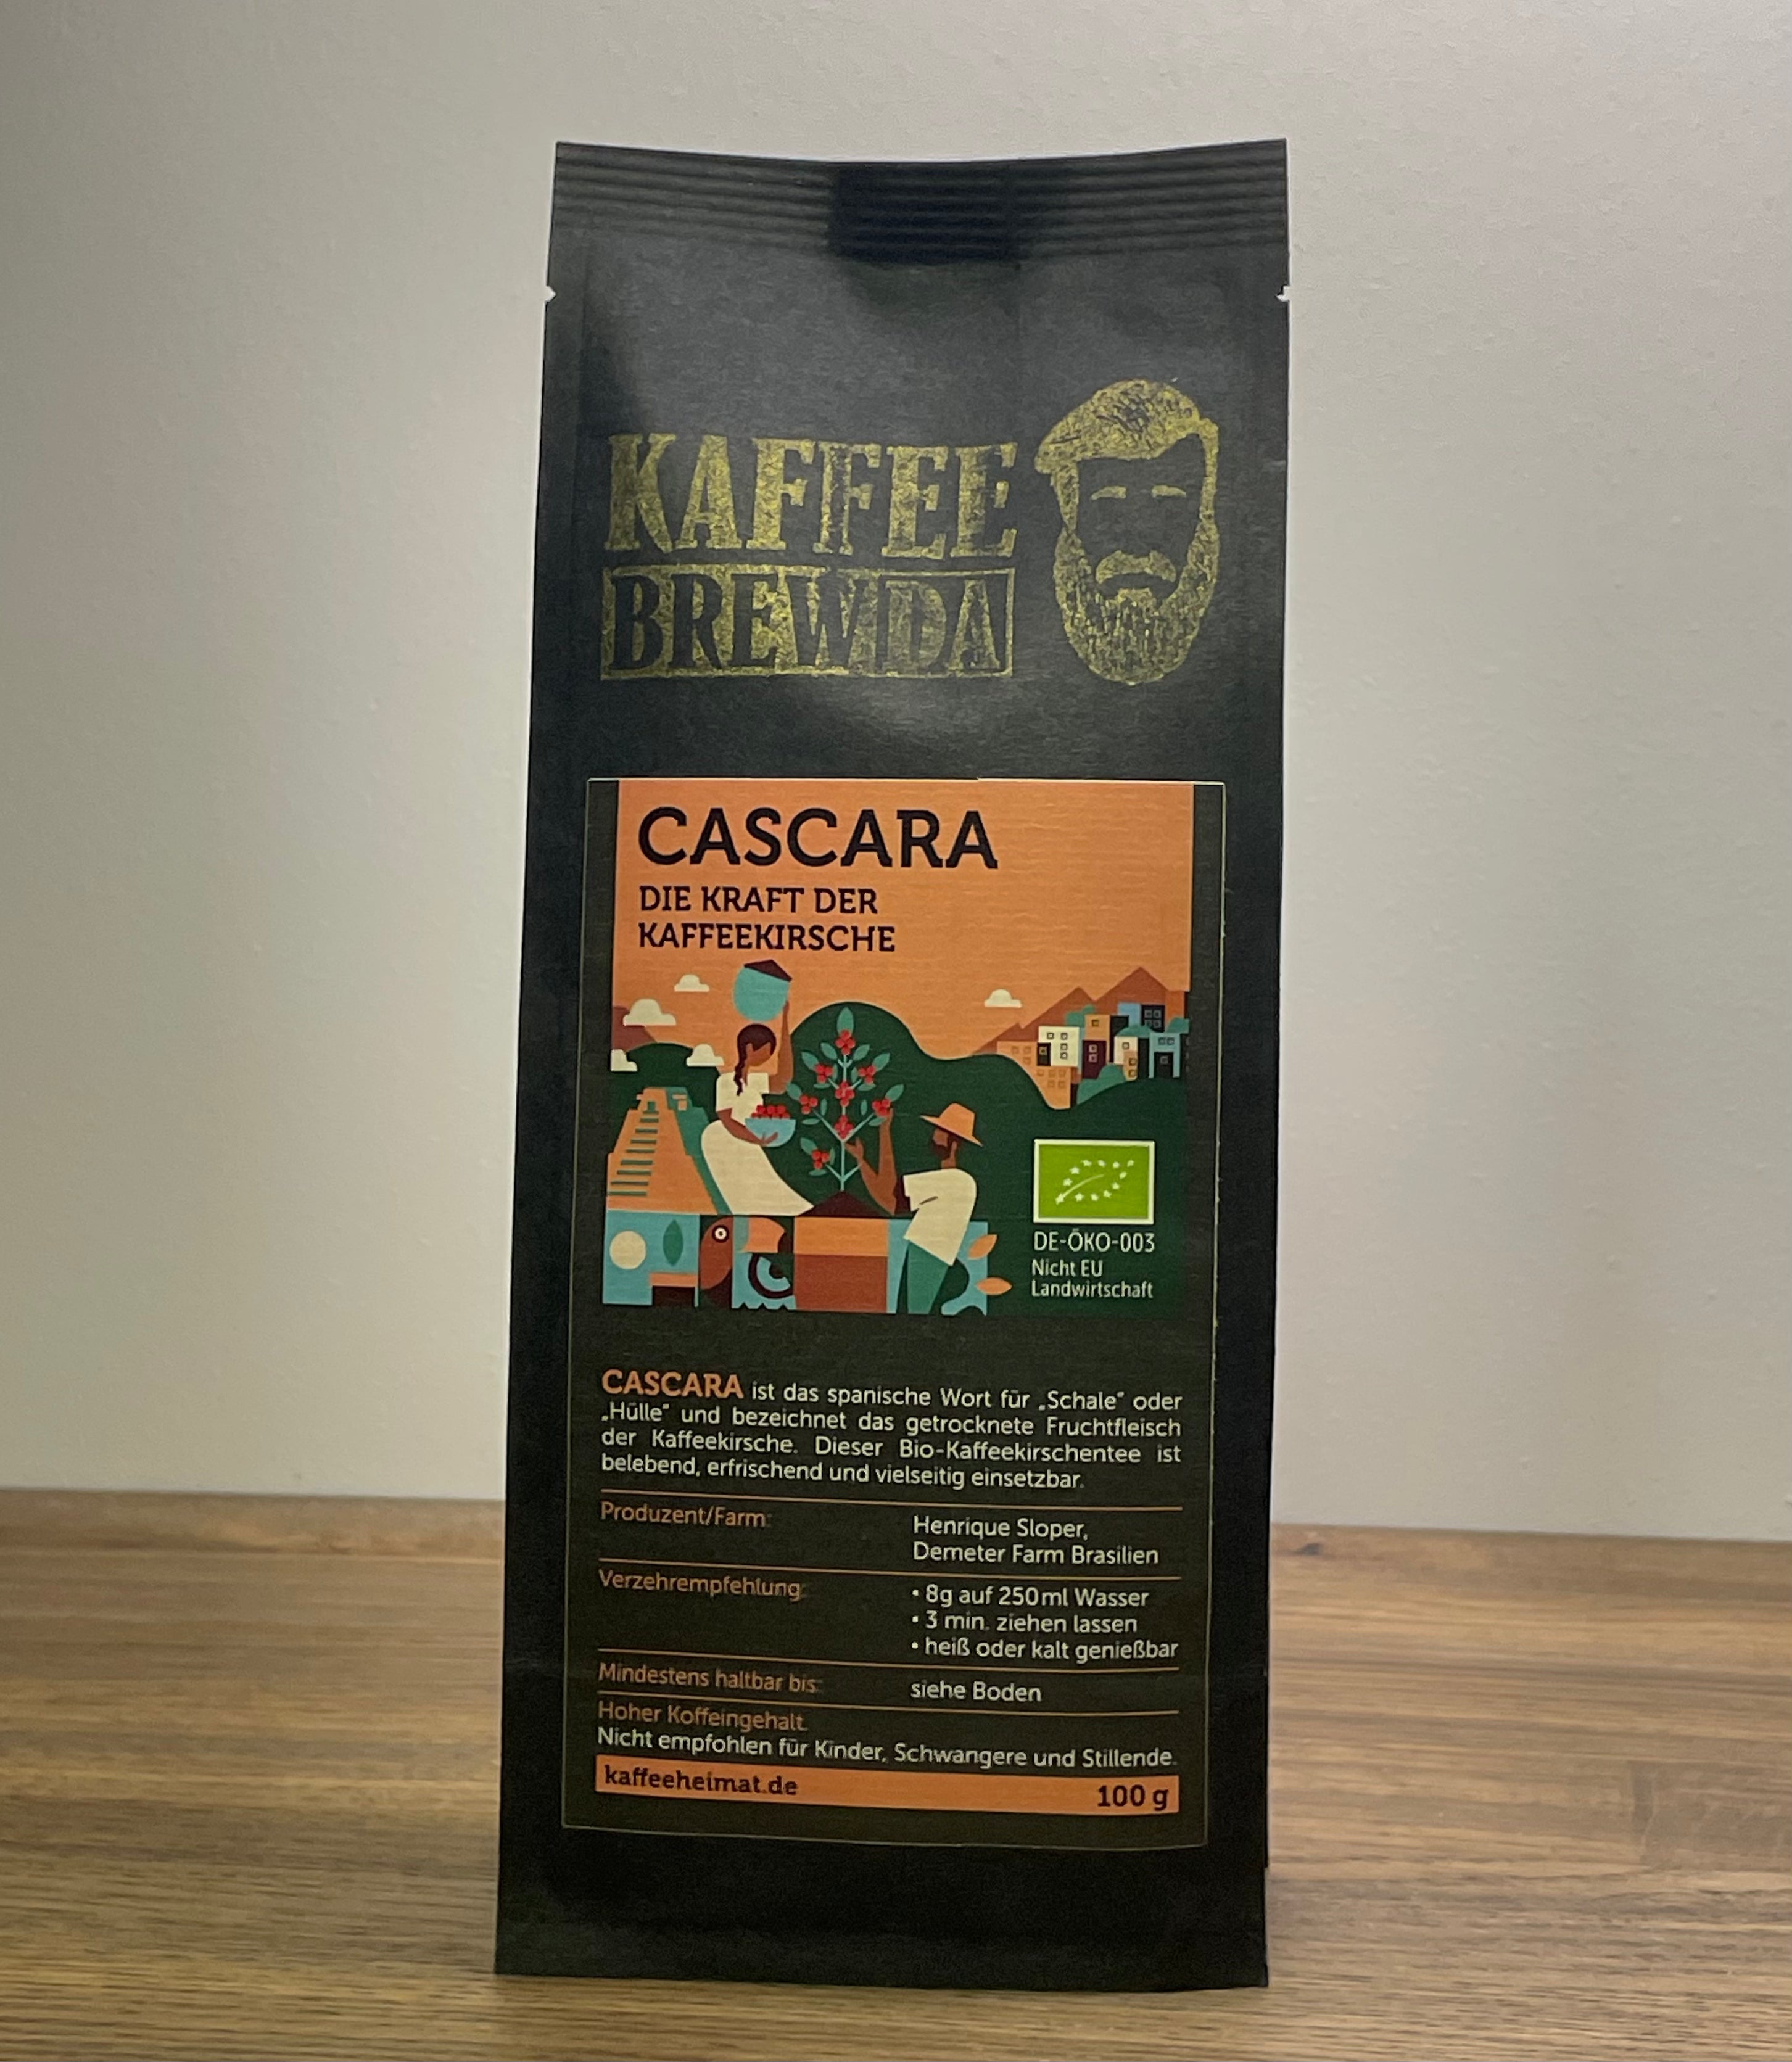 KAFFEE
BREWDA
CASCARA
DIE KRAFT DER
KAFFEEKIRSCHE
DE-ÖKO-003
Nicht EU
Landwirtschaft
CASCARA ist das spanische Wort für „Schale“ oder
„Hülle“ und bezeichnet das getrocknete Fruchtfleisch
der Kaffeekirsche. Dieser Bio-Kaffeekirschentee ist
belebend, erfrischend und vielseitig einsetzbar.
Produzent/Farm: Henrique Sloper,
Demeter Farm Brasilien
Verzehrempfehlung: • 8g auf 250ml Wasser
• 3 min. ziehen lassen
• heiß oder kalt genießbar
Mindestens haltbar bis: siehe Boden
Hoher Koffeingehalt.
Nicht empfohlen für Kinder, Schwangere und Stillende.
kaffeeheimat.de 100 g